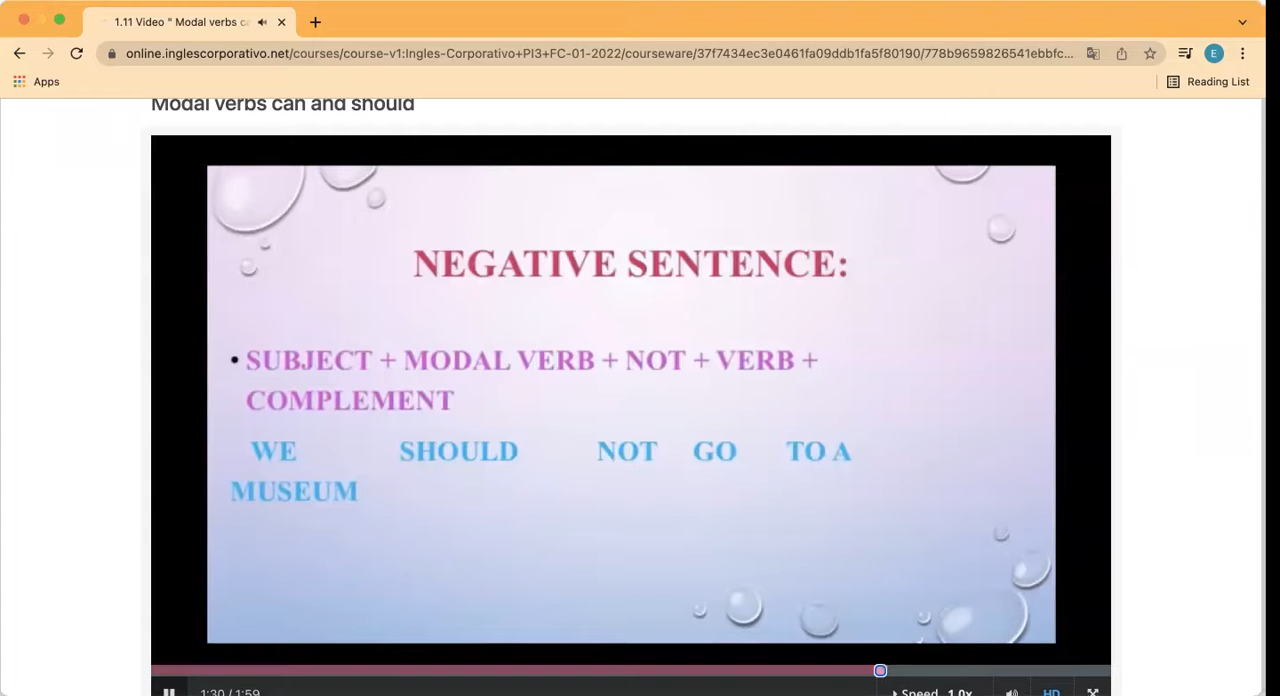 1.11 Video " Modal verbs c
online.inglescorporativo.net/courses/course-v1:Ingles-Corporativo+PI3+FC-01-2022/courseware/37f7434ec3e0461fa09ddb1fa5f80190/778b9659826541ebbfc...
E
Apps
Reading List
Modal verbs can and should
NEGATIVE SENTENCE:
• SUBJECT + MODAL VERB + NOT + VERB +
COMPLEMENT
WE SHOULD NOT GO TO A
MUSEUM
1:30 / 1:59
Speed 1.0x
HD